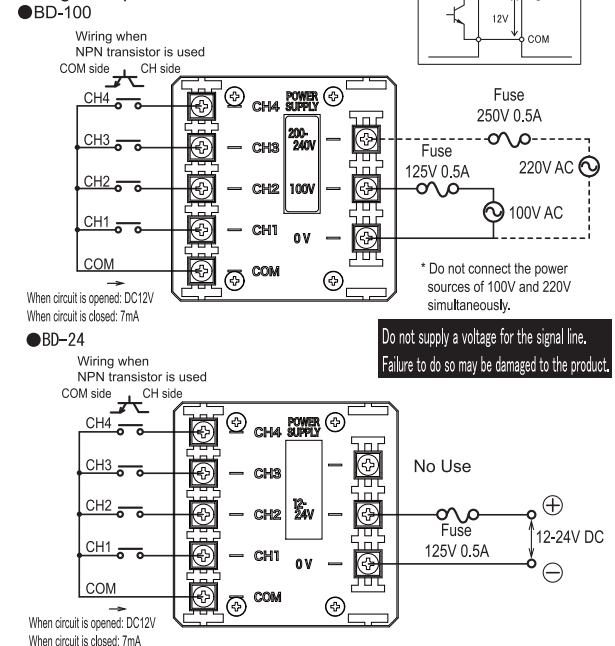 ●BD-100
Wiring when
NPN transistor is used
COM side CH side
12V
COM
CH4
CH3
CH2
CH1
COM
CH4
CH3
CH2
CH1
COM
POWER
SUPPLY
200-
240V
100V
0 V
Fuse
250V 0.5A
Fuse
125V 0.5A
220V AC
100V AC
When circuit is opened: DC12V
When circuit is closed: 7mA
* Do not connect the power
sources of 100V and 220V
simultaneously.
Do not supply a voltage for the signal line.
Failure to do so may be damaged to the product.
●BD-24
Wiring when
NPN transistor is used
COM side CH side
CH4
CH3
CH2
CH1
COM
CH4
CH3
CH2
CH1
COM
POWER
SUPPLY
12-
24V
0 V
No Use
Fuse
125V 0.5A
12-24V DC
When circuit is opened: DC12V
When circuit is closed: 7mA